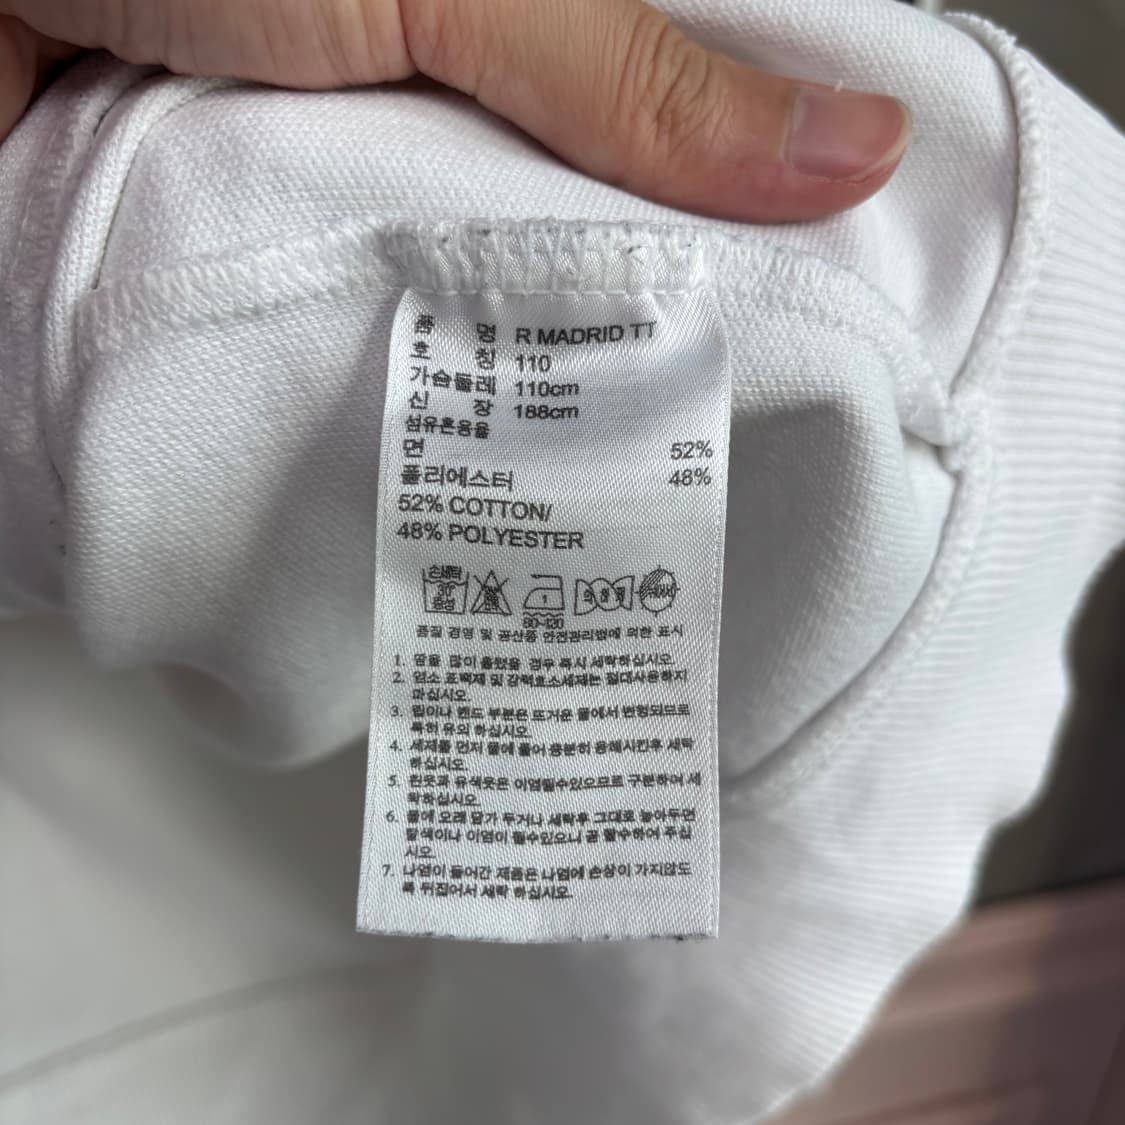 품 명 R MADRID TT
호 칭 110
가슴둘레 110cm
신 장 188cm
섬유혼용율
면 52%
폴리에스터 48%
52% COTTON/
48% POLYESTER
손세탁
30°
중성
1
80~120
약하게
품질 경영 및 공산품 안전관리법에 의한 표시
1. 땀을 많이 흘렸을 경우 즉시 세탁하십시오.
2. 염소 표백제 및 강력효소세제는 절대사용하지
마십시오.
3. 립이나 밴드 부분은 뜨거운 물에서 변형되므로
특히 유의 하십시오.
4. 세제를 먼저 물에 풀어 충분히 용해시킨후 세탁
하십시오.
5. 흰옷과 유색옷은 이염될수있으므로 구분하여 세
탁하십시오.
6. 물에 오래 담가 두거나 세탁후 그대로 놓아두면
탈색이나 이염이 될수있으니 곧 탈수하여 주십
시오.
7. 나염이 들어간 제품은 나염에 손상이 가지않도
록 뒤집어서 세탁 하십시오.